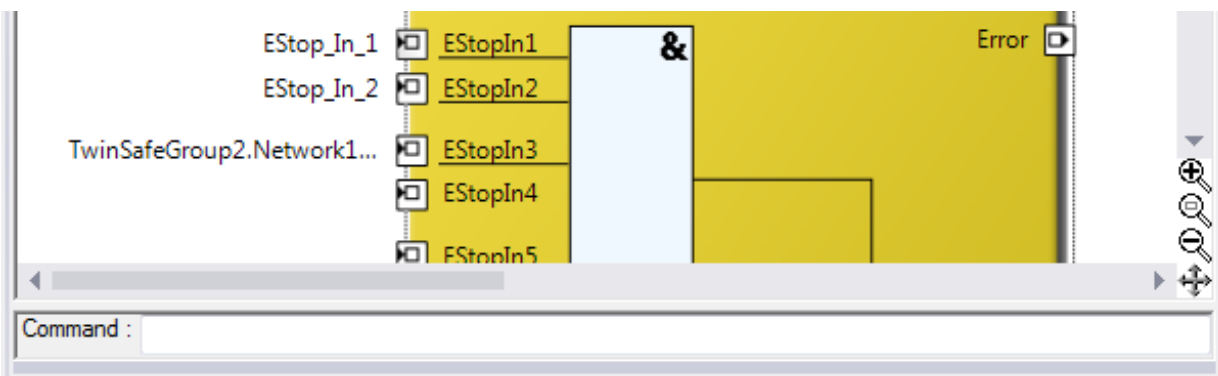 EStop_In_1 EStopIn1 & Error
EStop_In_2 EStopIn2
TwinSafeGroup2.Network1... EStopIn3
EStopIn4
EStopIn5
Command :